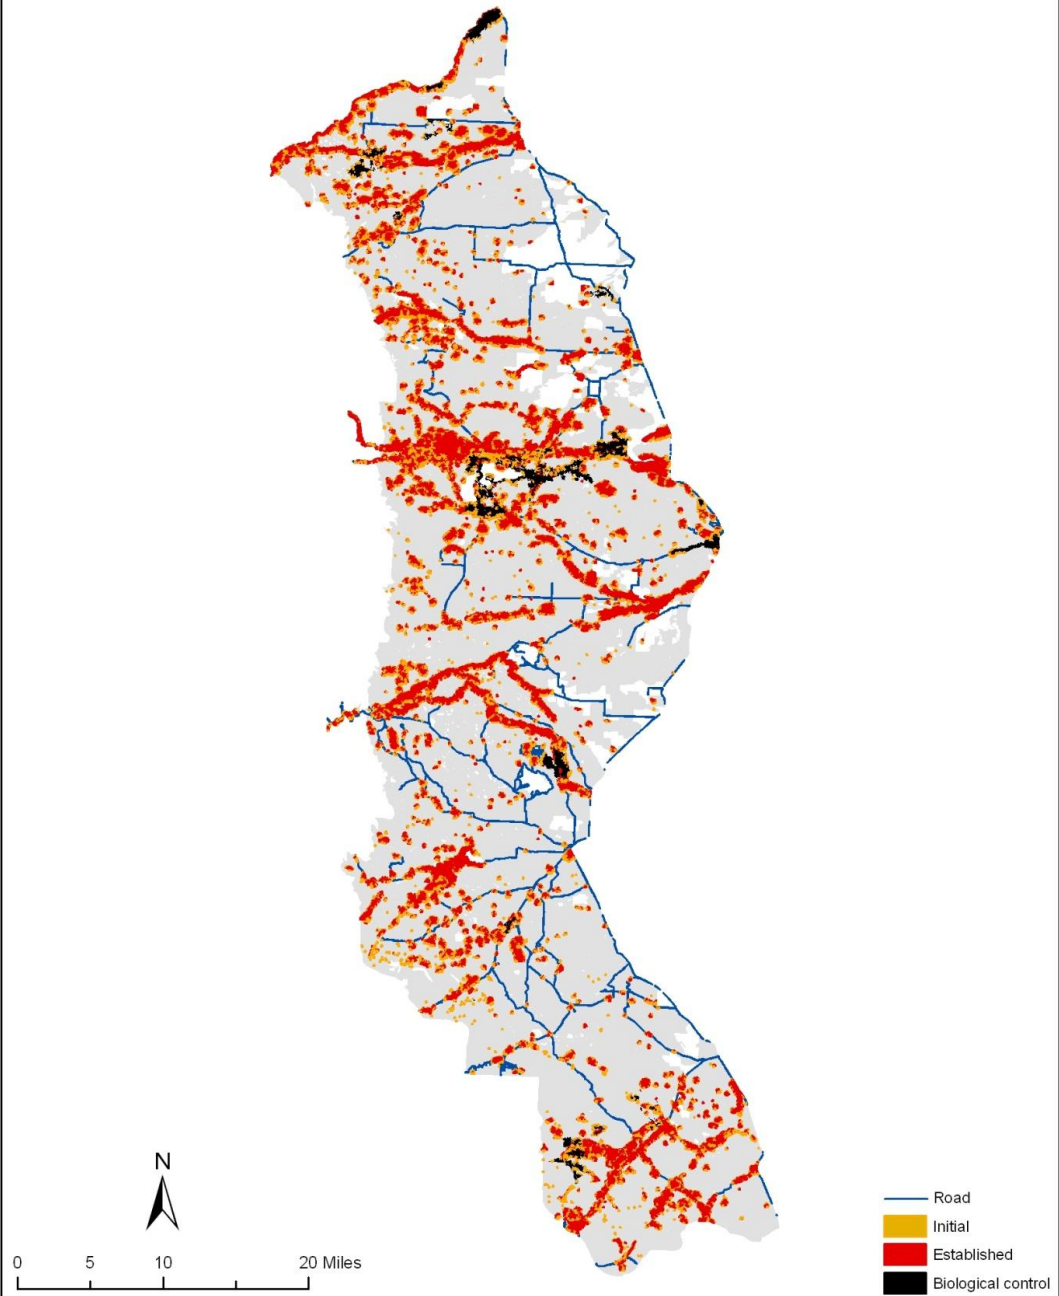 N
0 5 10 20 Miles
Road
Initial
Established
Biological control